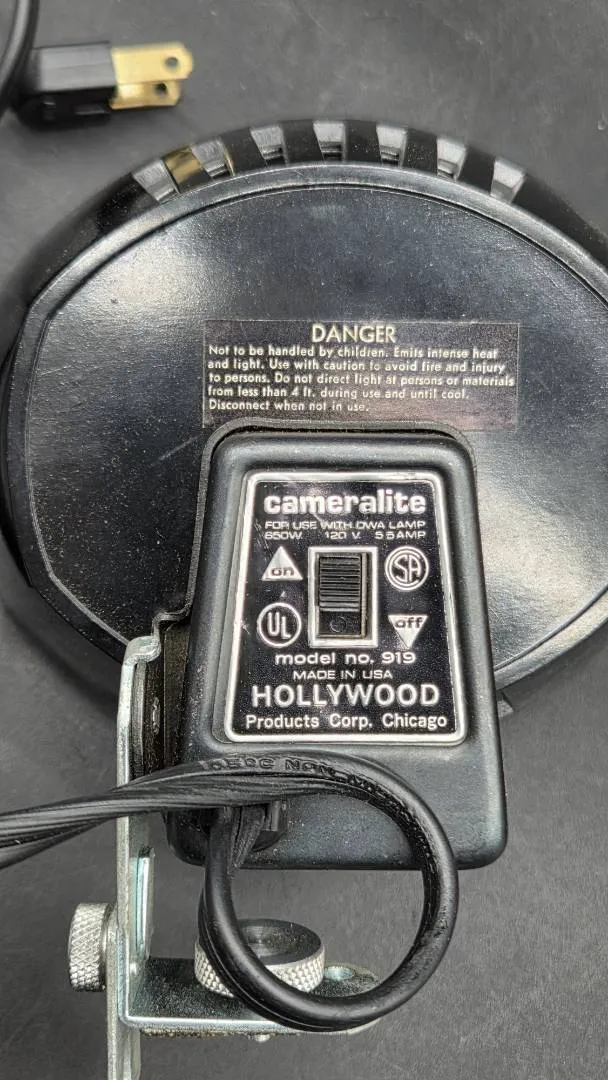 DANGER
Not to be handled by children. Emits intense heat
and light. Use with caution to avoid fire and injury
to persons. Do not direct light at persons or materials
from less than 4 ft. during use and until cool.
Disconnect when not in use.
cameralite
FOR USE WITH DWA LAMP
650W. 120 V. 5.5 AMP
on
SA
UL
off
model no. 919
MADE IN USA
HOLLYWOOD
Products Corp. Chicago